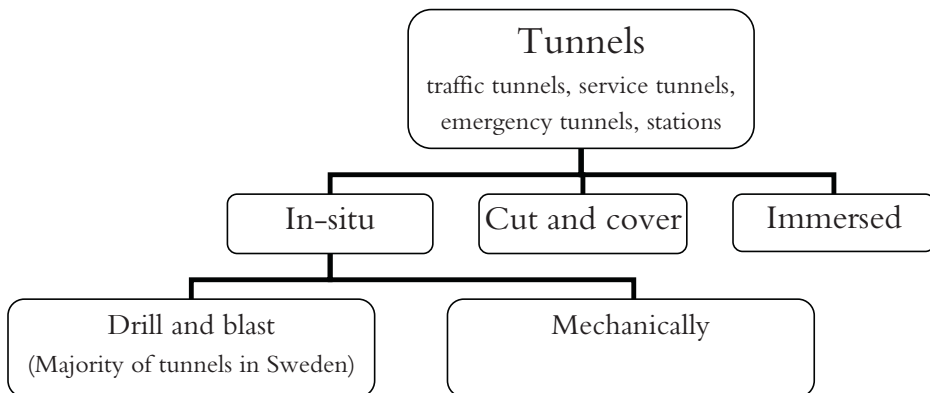 Tunnels
traffic tunnels, service tunnels,
emergency tunnels, stations
In-situ
Cut and cover
Immersed
Drill and blast
(Majority of tunnels in Sweden)
Mechanically